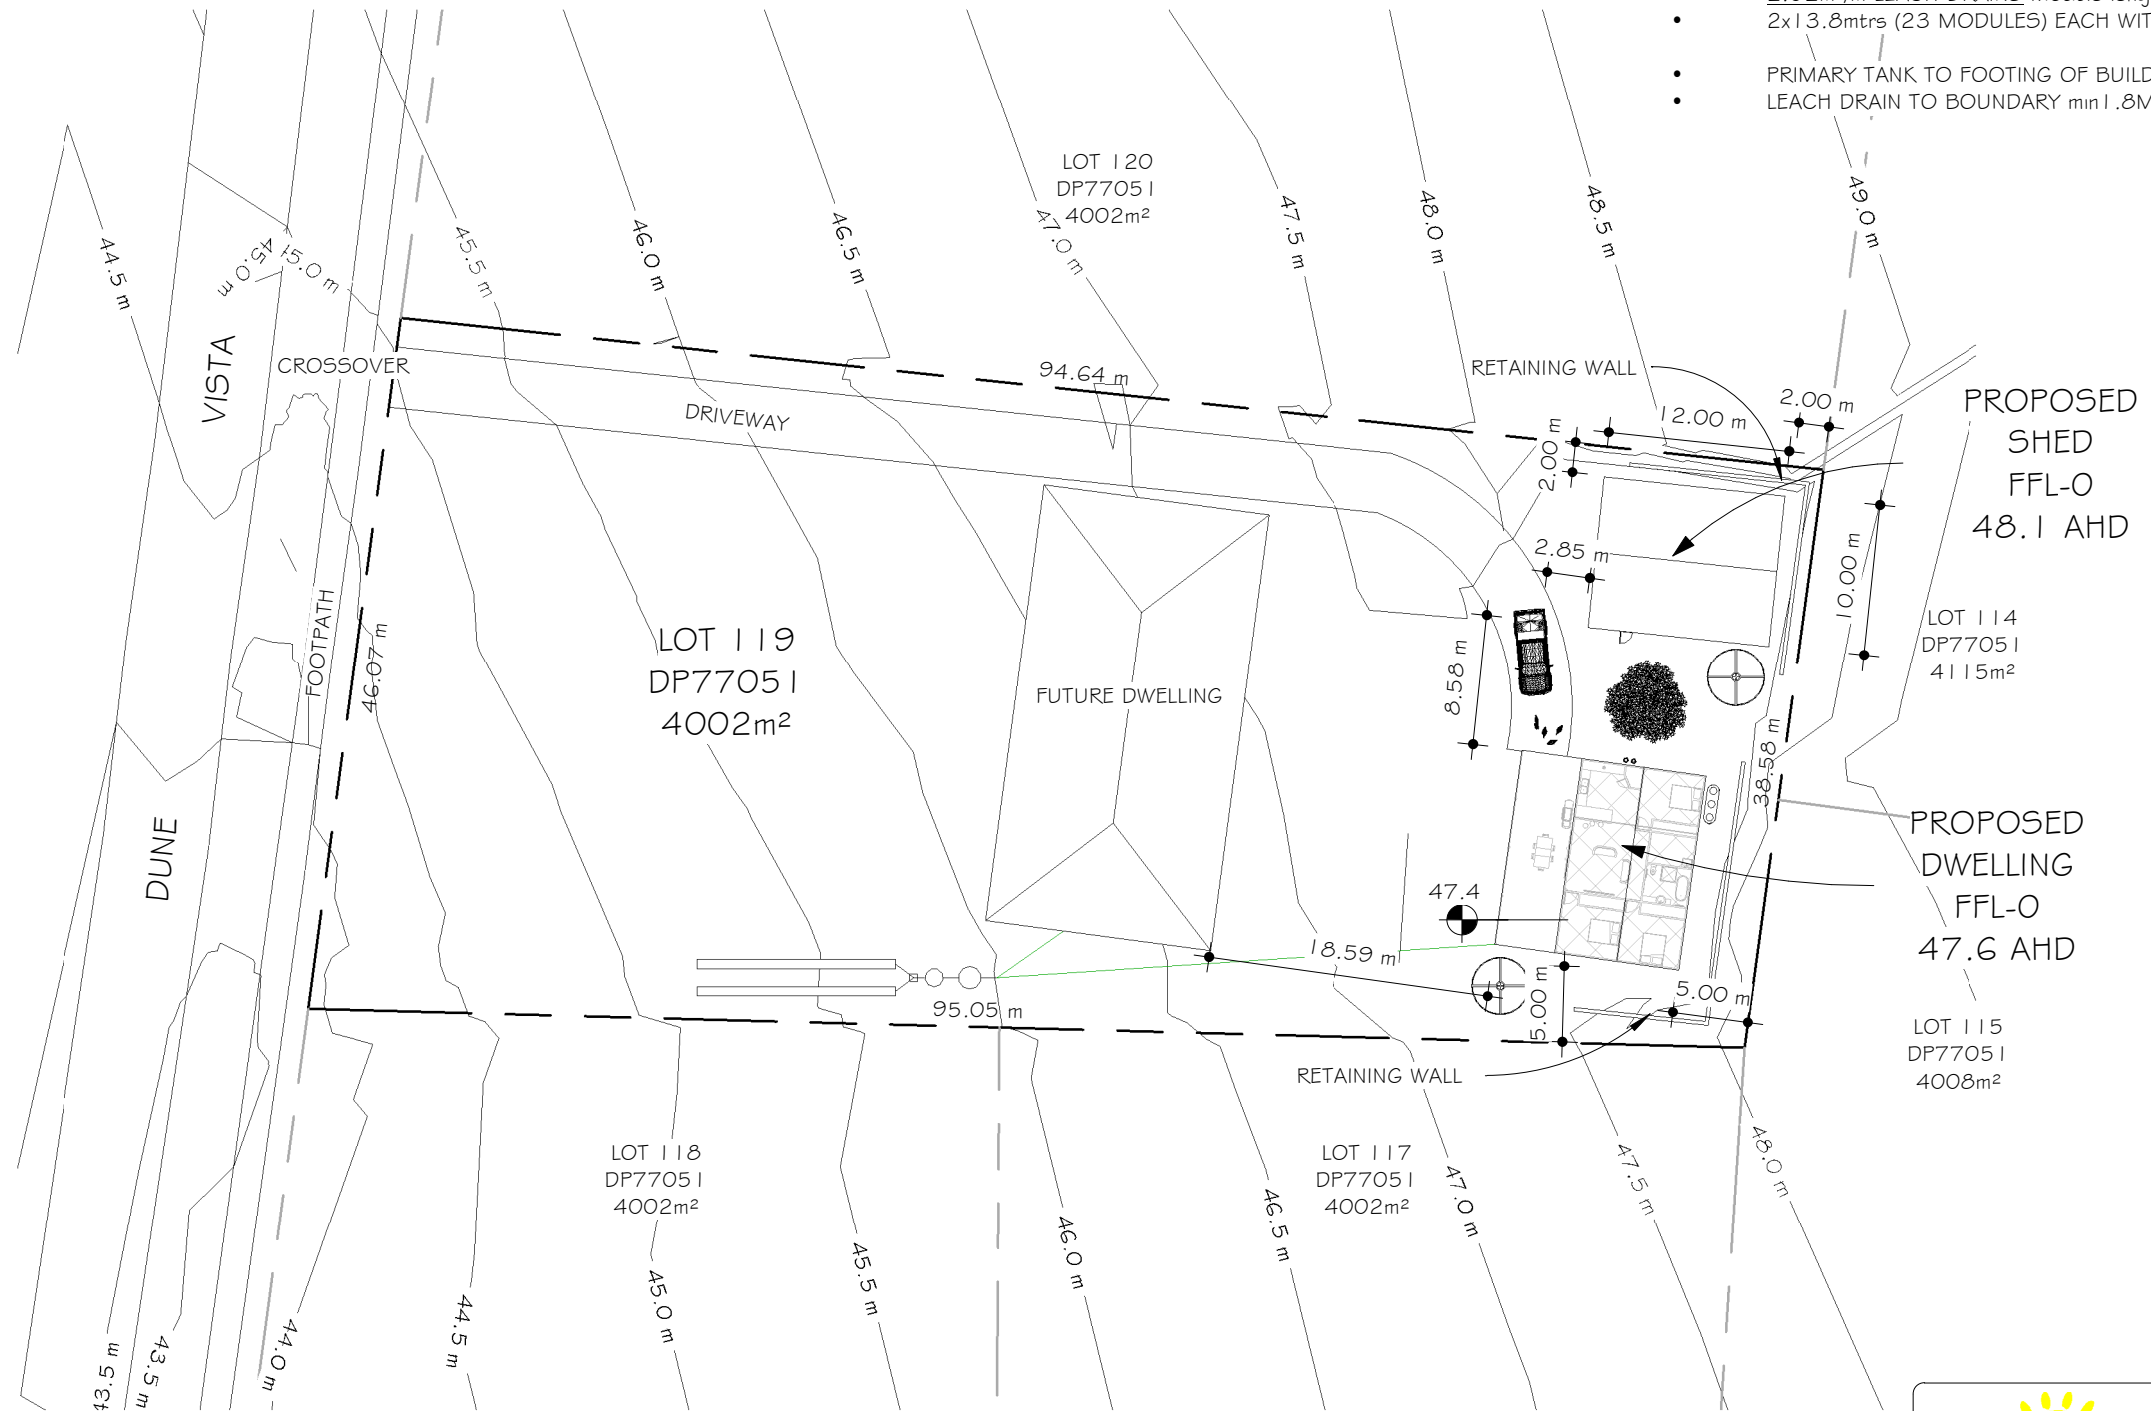 2x13.8mtrs (23 MODULES) EACH WIT
PRIMARY TANK TO FOOTING OF BUILD
LEACH DRAIN TO BOUNDARY min1.8M
LOT 120
DP77051
4002m²
44.5 m
45.0 m
45.0 m
45.5 m
46.0 m
46.5 m
47.0 m
47.5 m
48.0 m
48.5 m
49.0 m
VISTA
CROSSOVER
DRIVEWAY
94.64 m
RETAINING WALL
2.00 m
12.00 m
2.00 m
PROPOSED
SHED
FFL-0
48.1 AHD
2.85 m
10.00 m
FOOTPATH
46.07 m
LOT 119
DP77051
4002m²
FUTURE DWELLING
8.58 m
LOT 114
DP77051
4115m²
38.58 m
DUNE
PROPOSED
DWELLING
FFL-0
47.6 AHD
47.4
18.59 m
5.00 m
5.00 m
95.05 m
RETAINING WALL
LOT 115
DP77051
4008m²
LOT 118
DP77051
4002m²
LOT 117
DP77051
4002m²
43.5 m
43.5 m
44.0 m
44.5 m
45.0 m
45.5 m
46.0 m
46.5 m
47.0 m
47.5 m
48.0 m